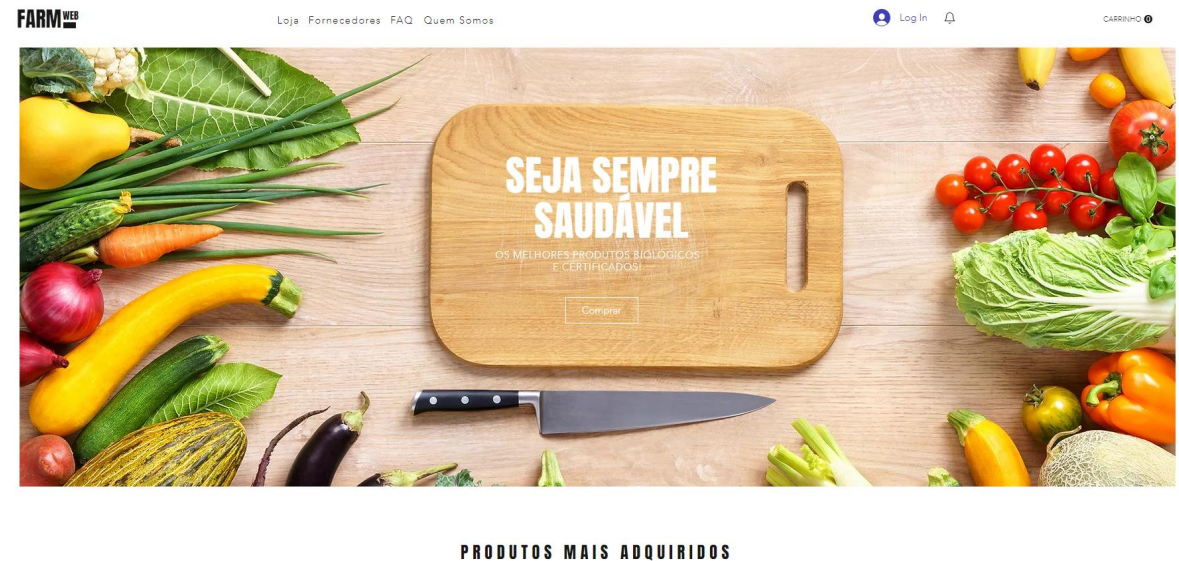 FARM WEB
Loja Fornecedores FAQ Quem Somos
Log In
CARRINHO 0
SEJA SEMPRE
SAUDÁVEL
OS MELHORES PRODUTOS BIOLÓGICOS
E CERTIFICADOS!
Comprar
PRODUTOS MAIS ADQUIRIDOS